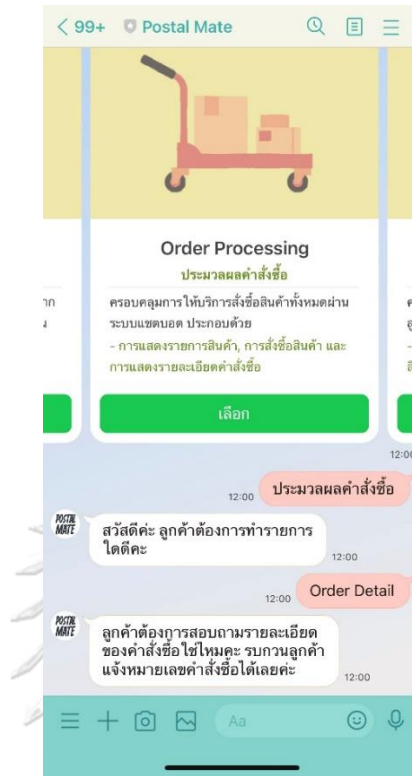 < 99+ Postal Mate
Order Processing
ประมวลผลคำสั่งซื้อ
ครอบคลุมการให้บริการสั่งซื้อสินค้าทั้งหมดผ่าน
ระบบแชตบอต ประกอบด้วย
- การแสดงรายการสินค้า, การสั่งซื้อสินค้า และ
การแสดงรายละเอียดคำสั่งซื้อ
เลือก
12:00
12:00 ประมวลผลคำสั่งซื้อ
POSTAL
MATE
สวัสดีค่ะ ลูกค้าต้องการทำรายการ
ใดดีคะ
12:00
12:00 Order Detail
POSTAL
MATE
ลูกค้าต้องการสอบถามรายละเอียด
ของคำสั่งซื้อใช่ไหมคะ รบกวนลูกค้า
แจ้งหมายเลขคำสั่งซื้อได้เลยค่ะ
12:00
Aa